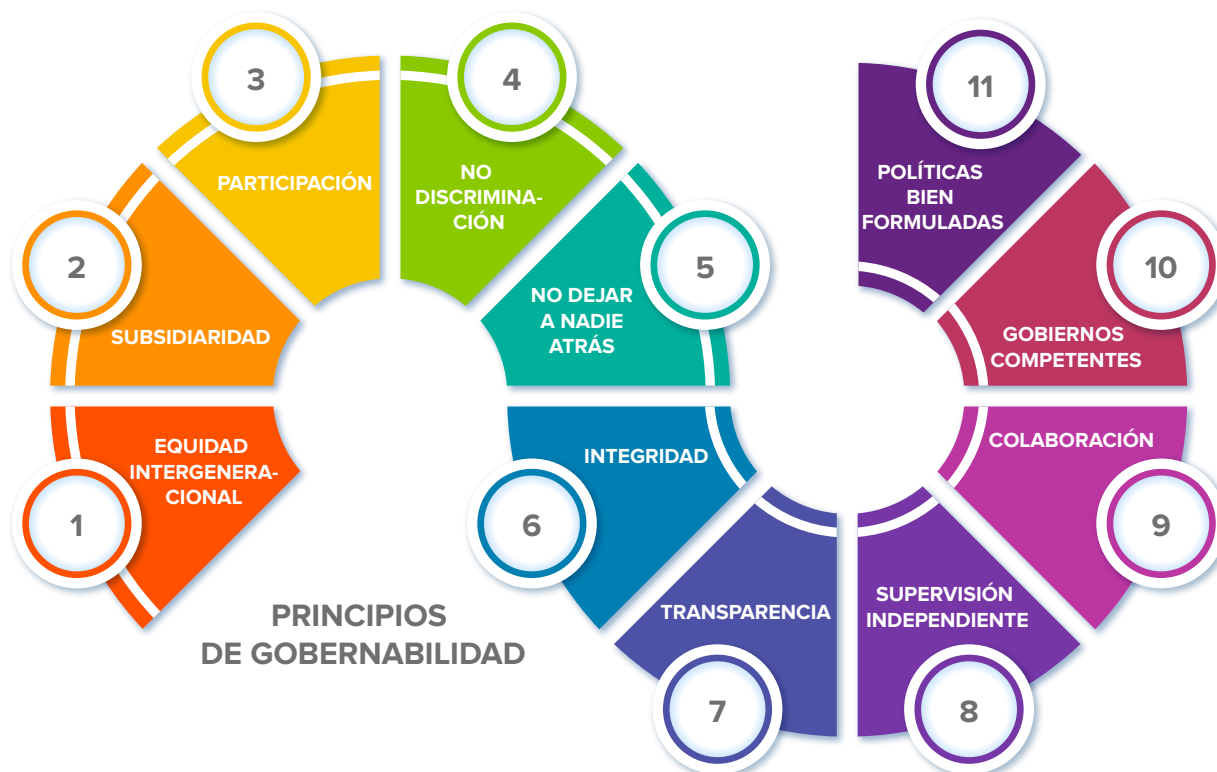 1
EQUIDAD
INTERGENERA-
CIONAL
2
SUBSIDIARIDAD
3
PARTICIPACIÓN
4
NO
DISCRIMINA-
CIÓN
5
NO DEJAR
A NADIE
ATRÁS
6
INTEGRIDAD
7
TRANSPARENCIA
8
SUPERVISIÓN
INDEPENDIENTE
9
COLABORACIÓN
10
GOBIERNOS
COMPETENTES
11
POLÍTICAS
BIEN
FORMULADAS
PRINCIPIOS
DE GOBERNABILIDAD